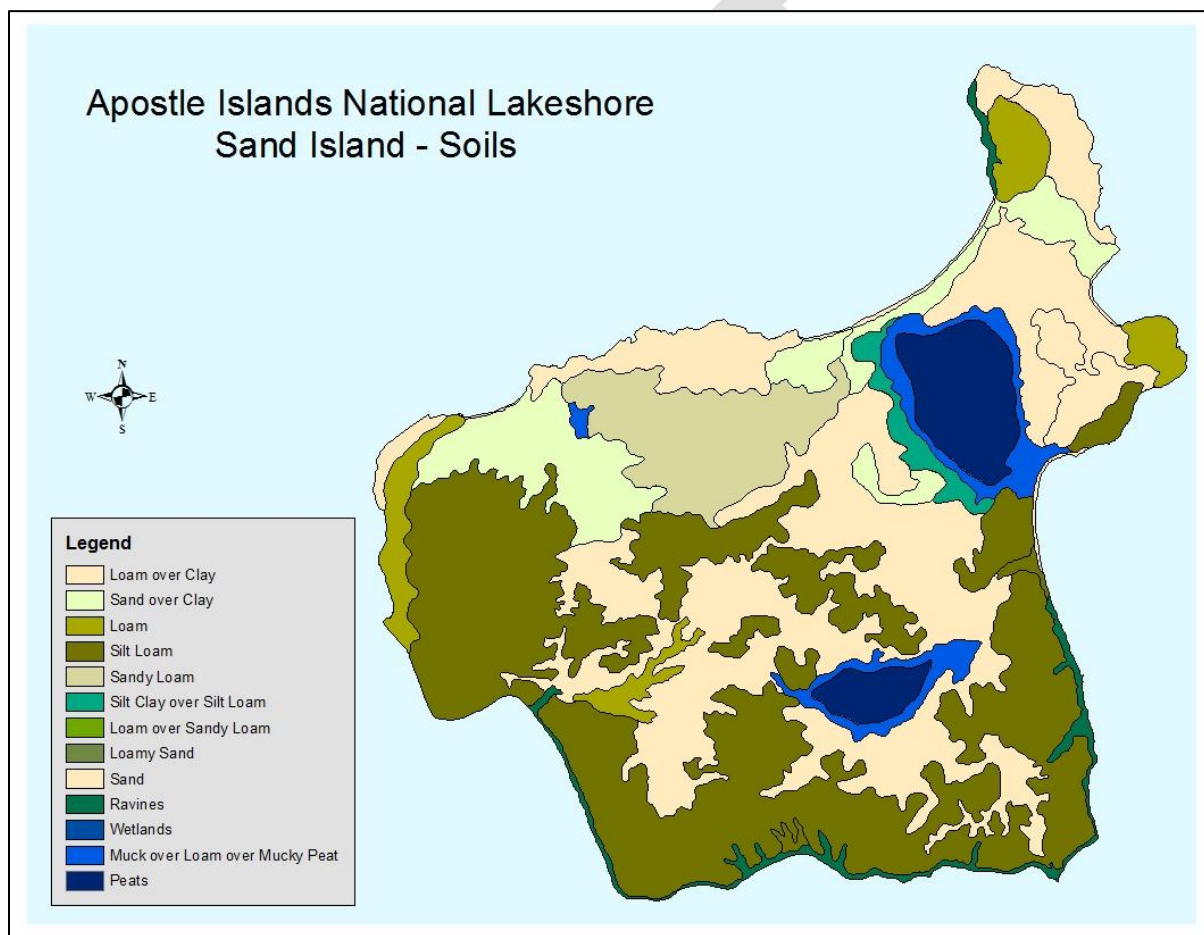 Apostle Islands National Lakeshore
Sand Island - Soils
N
W E
S
Legend
Loam over Clay
Sand over Clay
Loam
Silt Loam
Sandy Loam
Silt Clay over Silt Loam
Loam over Sandy Loam
Loamy Sand
Sand
Ravines
Wetlands
Muck over Loam over Mucky Peat
Peats